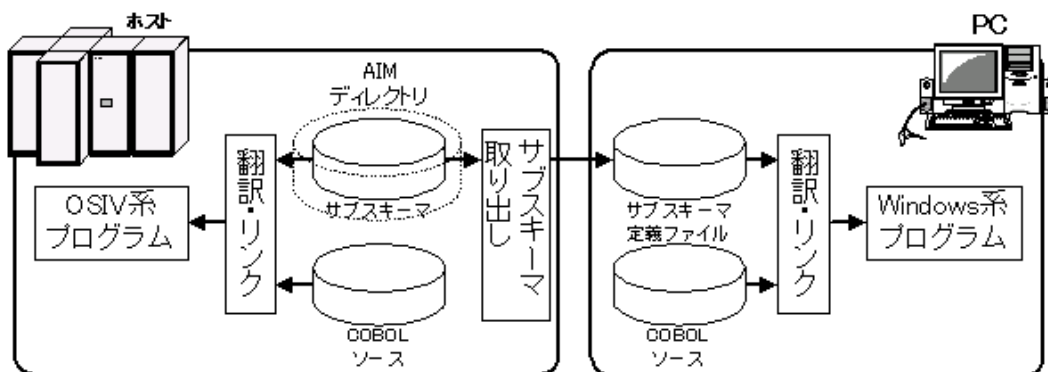 ホスト
PC
AIM
ディレクトリ
サブスキーマ
翻訳・リンク
OSIV系
プログラム
COBOL
ソース
サブスキーマ
取り出し
サブスキーマ
定義ファイル
COBOL
ソース
翻訳・リンク
Windows系
プログラム